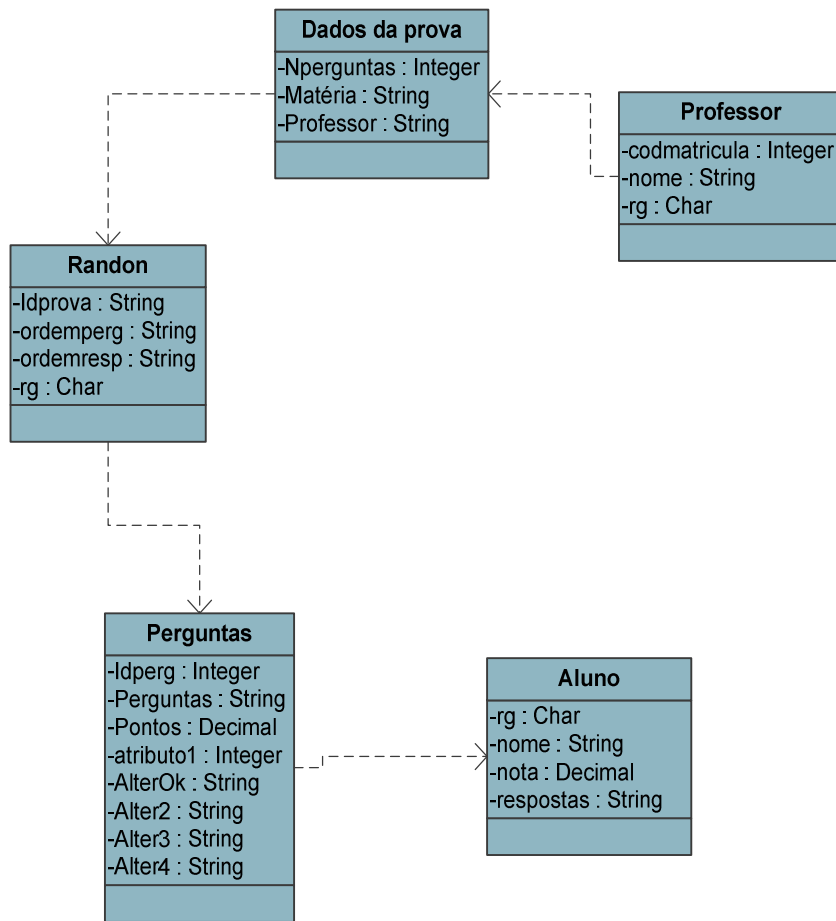 Dados da prova
-Nperguntas : Integer
-Matéria : String
-Professor : String
Professor
-codmatricula : Integer
-nome : String
-rg : Char
Randon
-Idprova : String
-ordemperg : String
-ordemresp : String
-rg : Char
Perguntas
-Idperg : Integer
-Perguntas : String
-Pontos : Decimal
-atributo1 : Integer
-AlterOk : String
-Alter2 : String
-Alter3 : String
-Alter4 : String
Aluno
-rg : Char
-nome : String
-nota : Decimal
-respostas : String